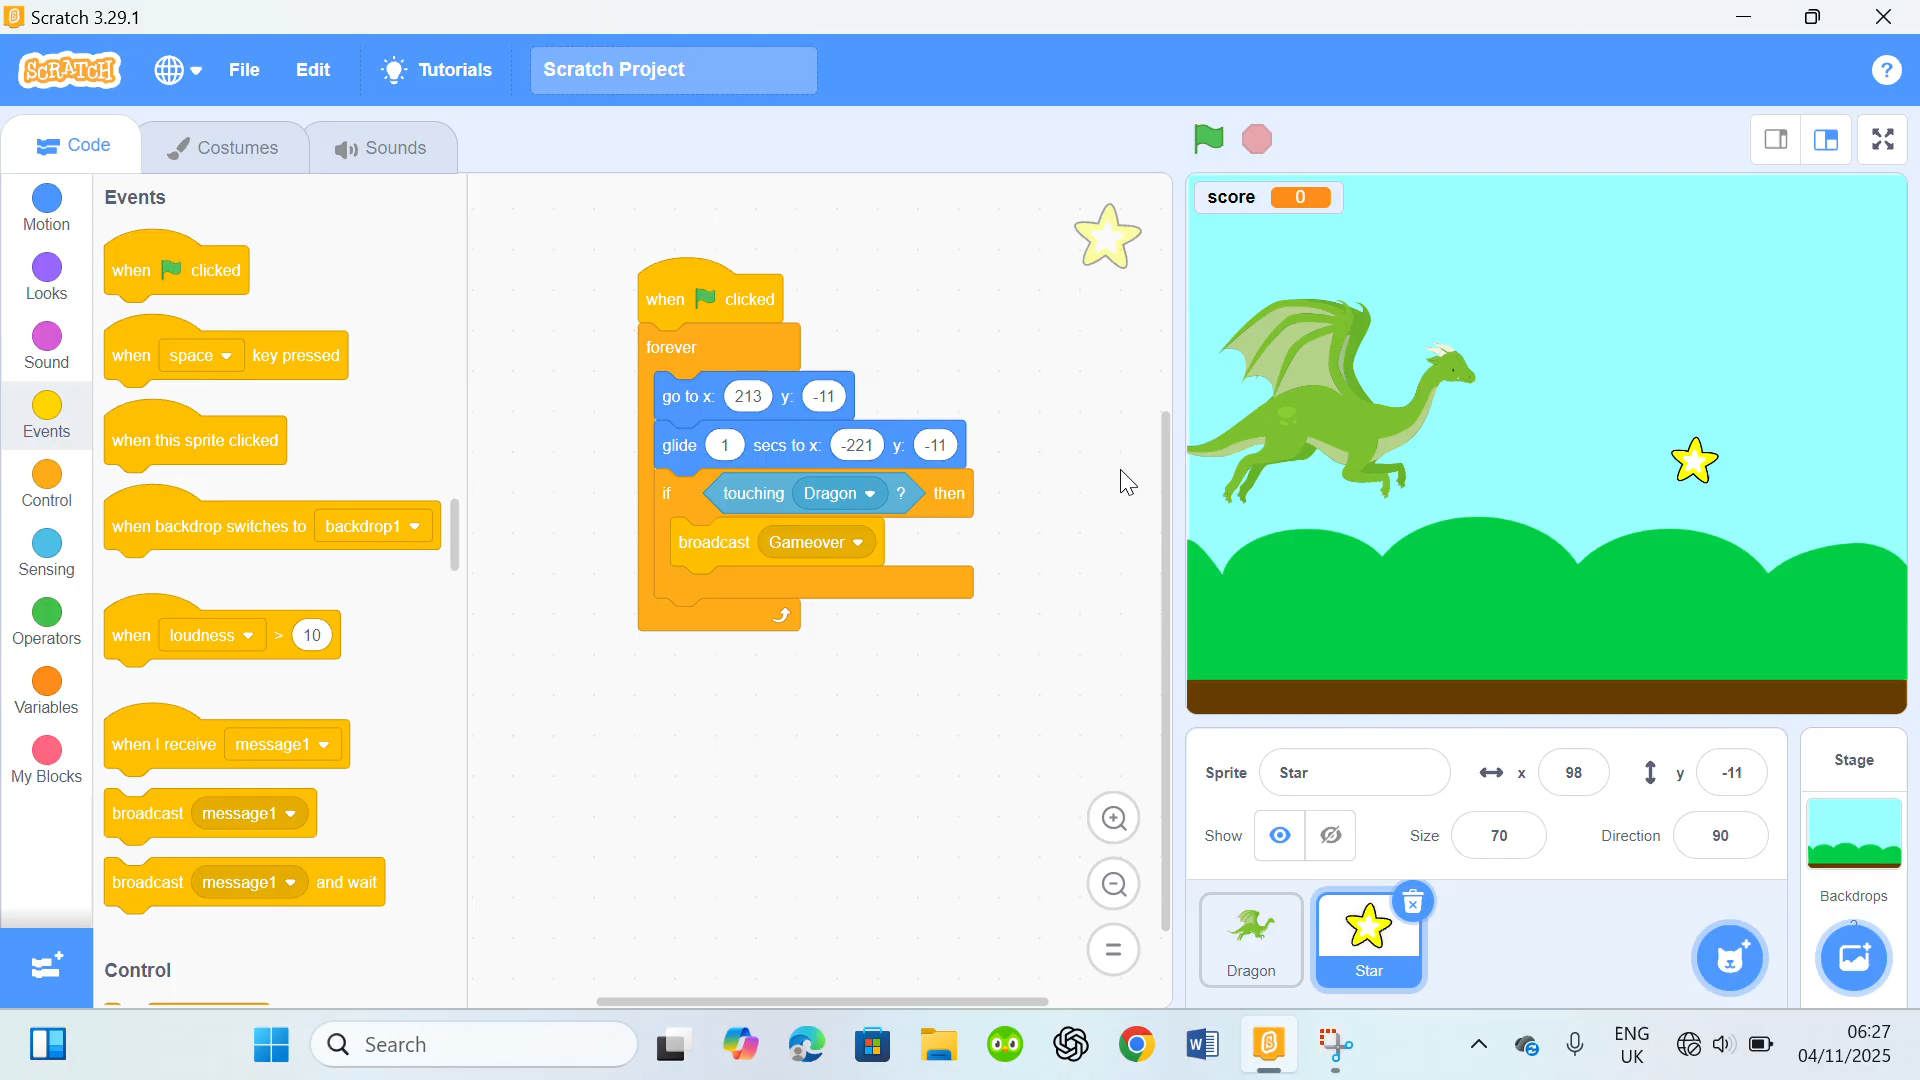 Scratch 3.29.1
SCRATCH File Edit Tutorials Scratch Project ?
Code Costumes Sounds
Motion
Looks
Sound
Events
Control
Sensing
Operators
Variables
My Blocks
Events
when clicked
when space key pressed
when this sprite clicked
when backdrop switches to backdrop1
when loudness > 10
when I receive message1
broadcast message1
broadcast message1 and wait
Control
when clicked
forever
go to x: 213 y: -11
glide 1 secs to x: -221 y: -11
if touching Dragon ? then
broadcast Gameover
score 0
Sprite Star x 98 y -11
Show Size 70 Direction 90
Dragon
Star
Stage
Backdrops
Search
ENG
UK
06:27
04/11/2025